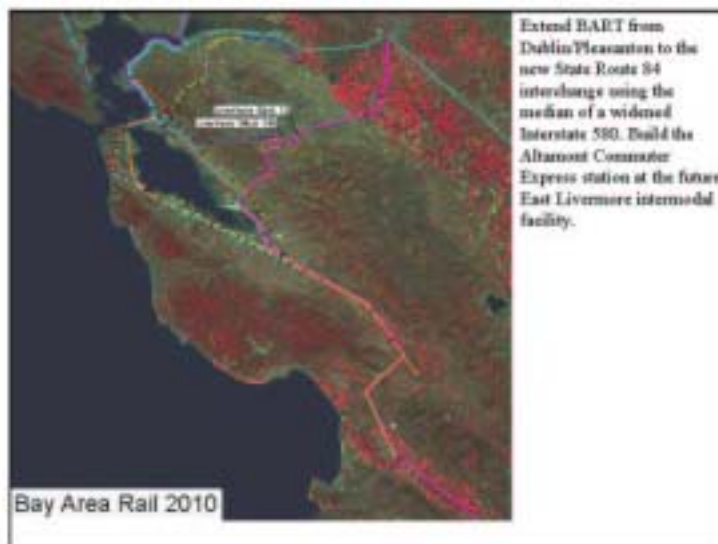 Extend BART from
Dublin/Pleasanton to the
new State Route 84
interchange using the
median of a widened
Interstate 580. Build the
Altamont Commuter
Express station at the future
East Livermore intermodal
facility.
Bay Area Rail 2010